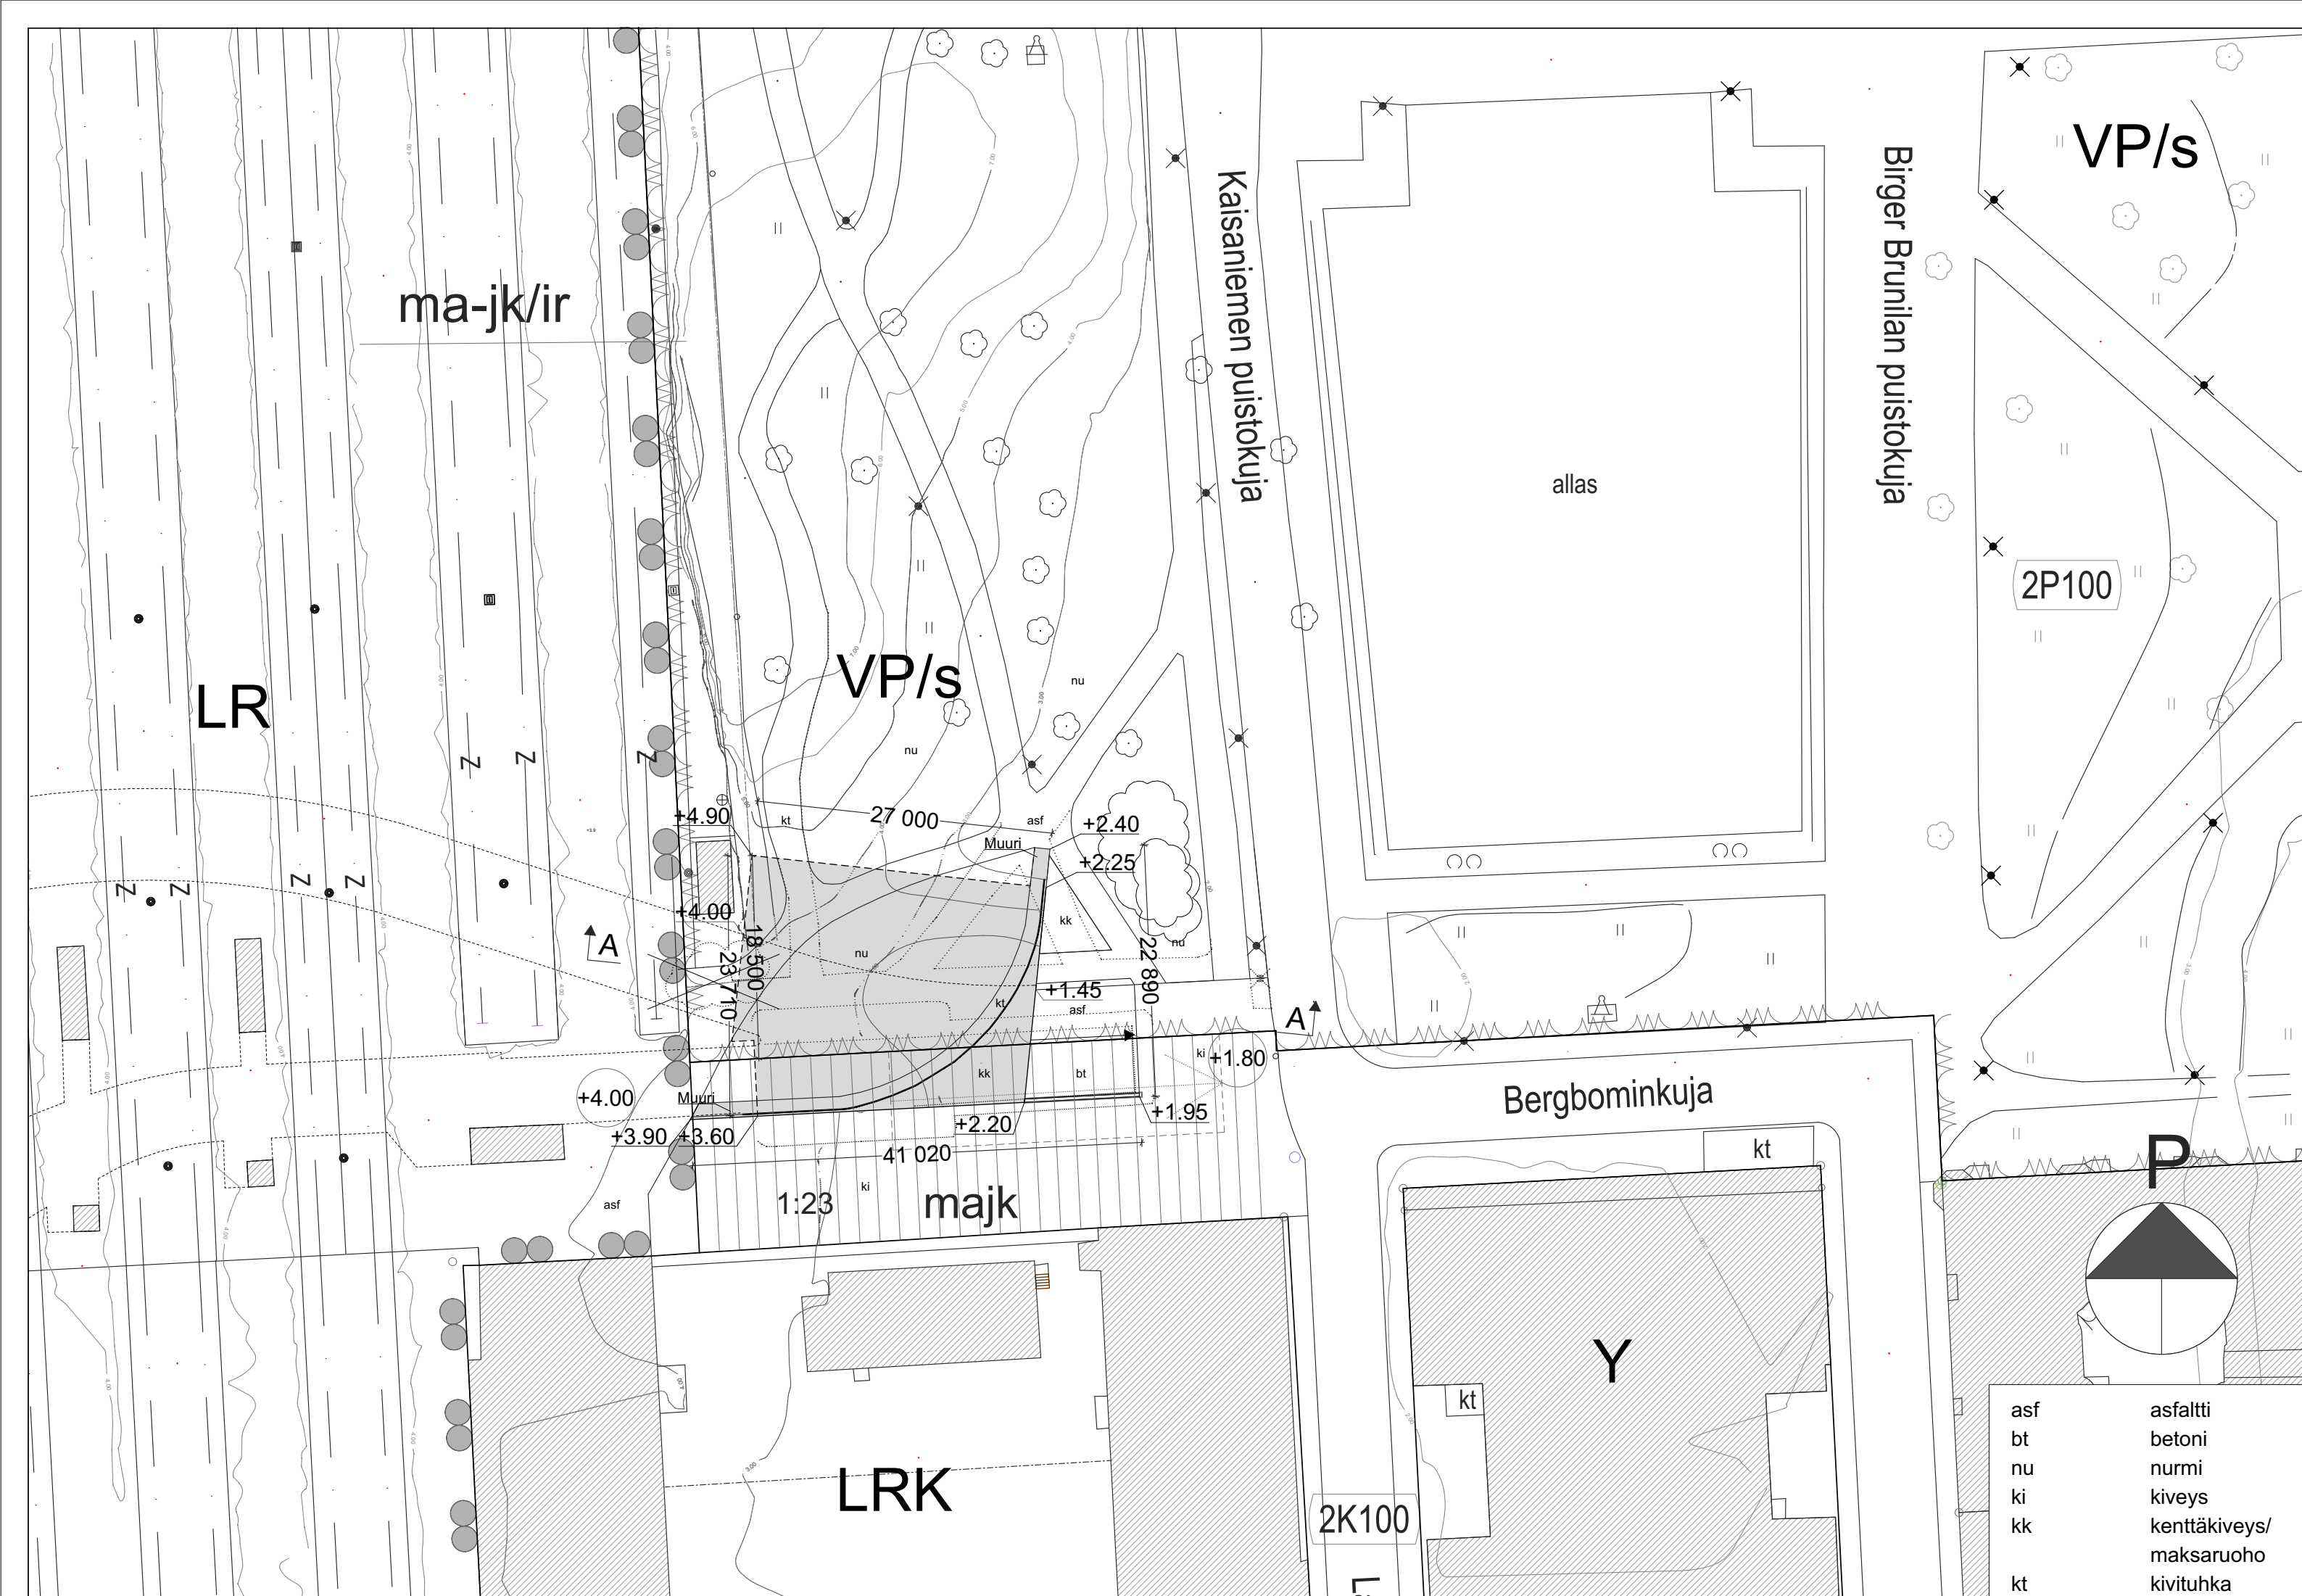 VP/s
Kaisaniemen puistokuja
Birger Brunilan puistokuja
ma-jk/ir
allas
2P100
LR
VP/s
nu
nu
Z
Z
Z
Z
Z
Z
Z
+4.90
kt
27 000
asf
+2.40
Muuri
+2.25
+4.00
kk
A
18 500
23 710
nu
22 890
nu
+1.45
kt
asf
A
ki
+1.80
kk
bt
Bergbominkuja
+4.00
Muuri
+1.95
+3.90
+3.60
+2.20
41 020
kt
P
asf
1:23
ki
majk
Y
kt
LRK
2K100
asf asfaltti
bt betoni
nu nurmi
ki kiveys
kk kenttäkiveys/
maksaruoho
kt kivituhka